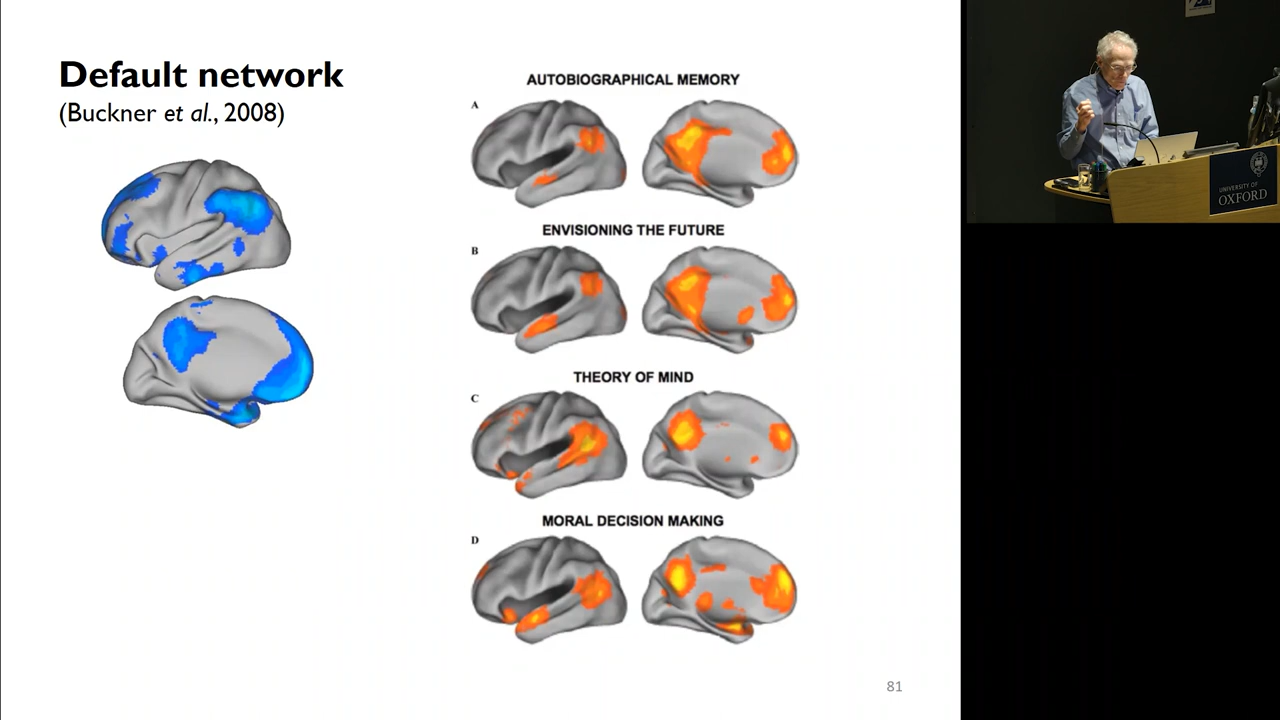 Default network
(Buckner et al., 2008)
AUTOBIOGRAPHICAL MEMORY
A
ENVISIONING THE FUTURE
B
THEORY OF MIND
C
MORAL DECISION MAKING
D
81
UNIVERSITY OF
OXFORD